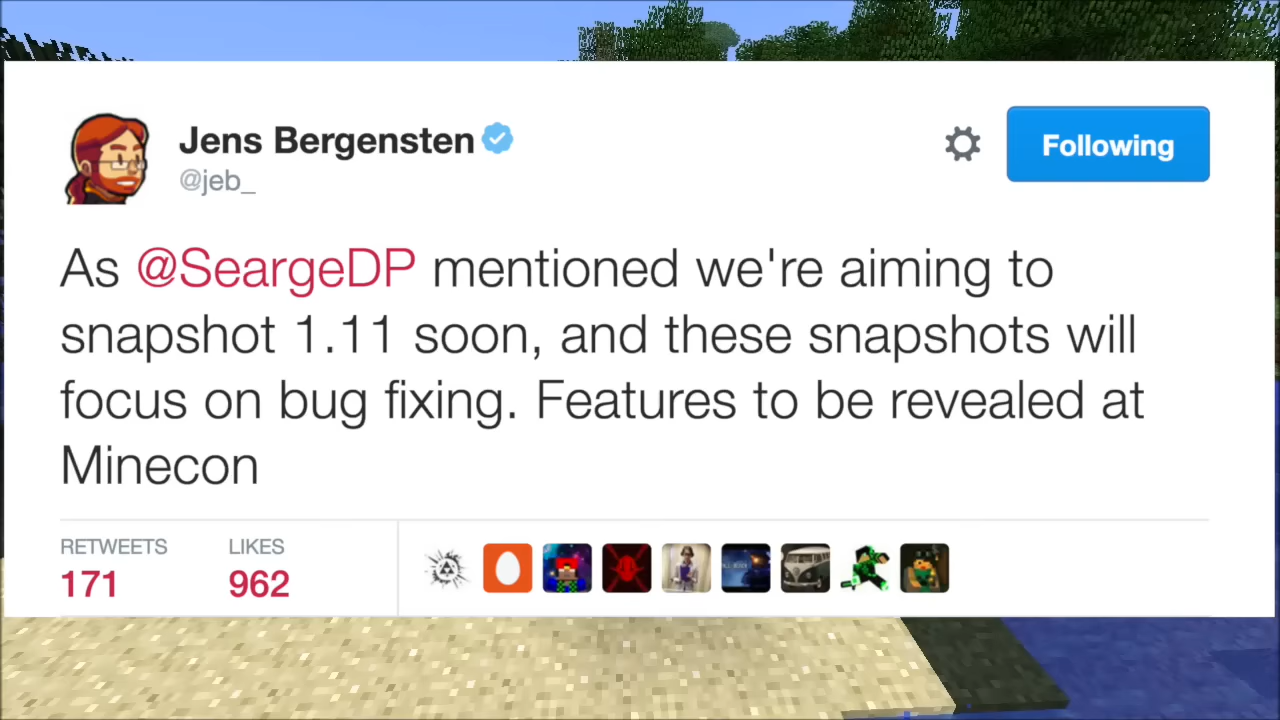 Jens Bergensten
@jeb_
Following
As @SeargeDP mentioned we're aiming to
snapshot 1.11 soon, and these snapshots will
focus on bug fixing. Features to be revealed at
Minecon
RETWEETS LIKES
171 962